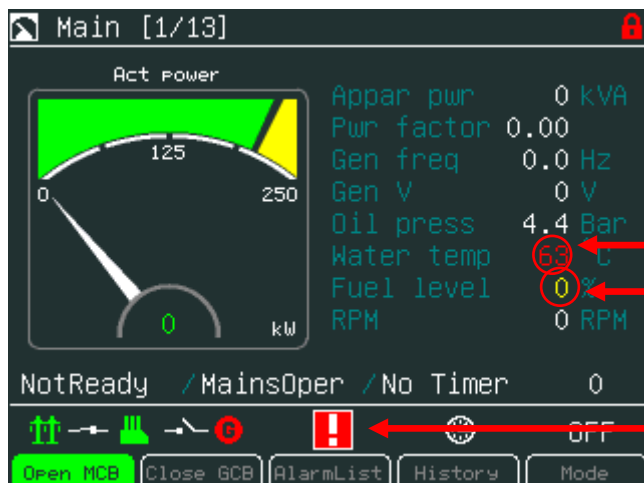 Main [1/13]
Act power
125
0
250
0
kW
Appar pwr 0 kVA
Pwr factor 0.00
Gen freq 0.0 Hz
Gen V 0 V
Oil press 4.4 Bar
Water temp 63 °C
Fuel level 0 %
RPM 0 RPM
NotReady /MainsOper /No Timer 0
G ! OFF
Open MCB Close GCB AlarmList History Mode